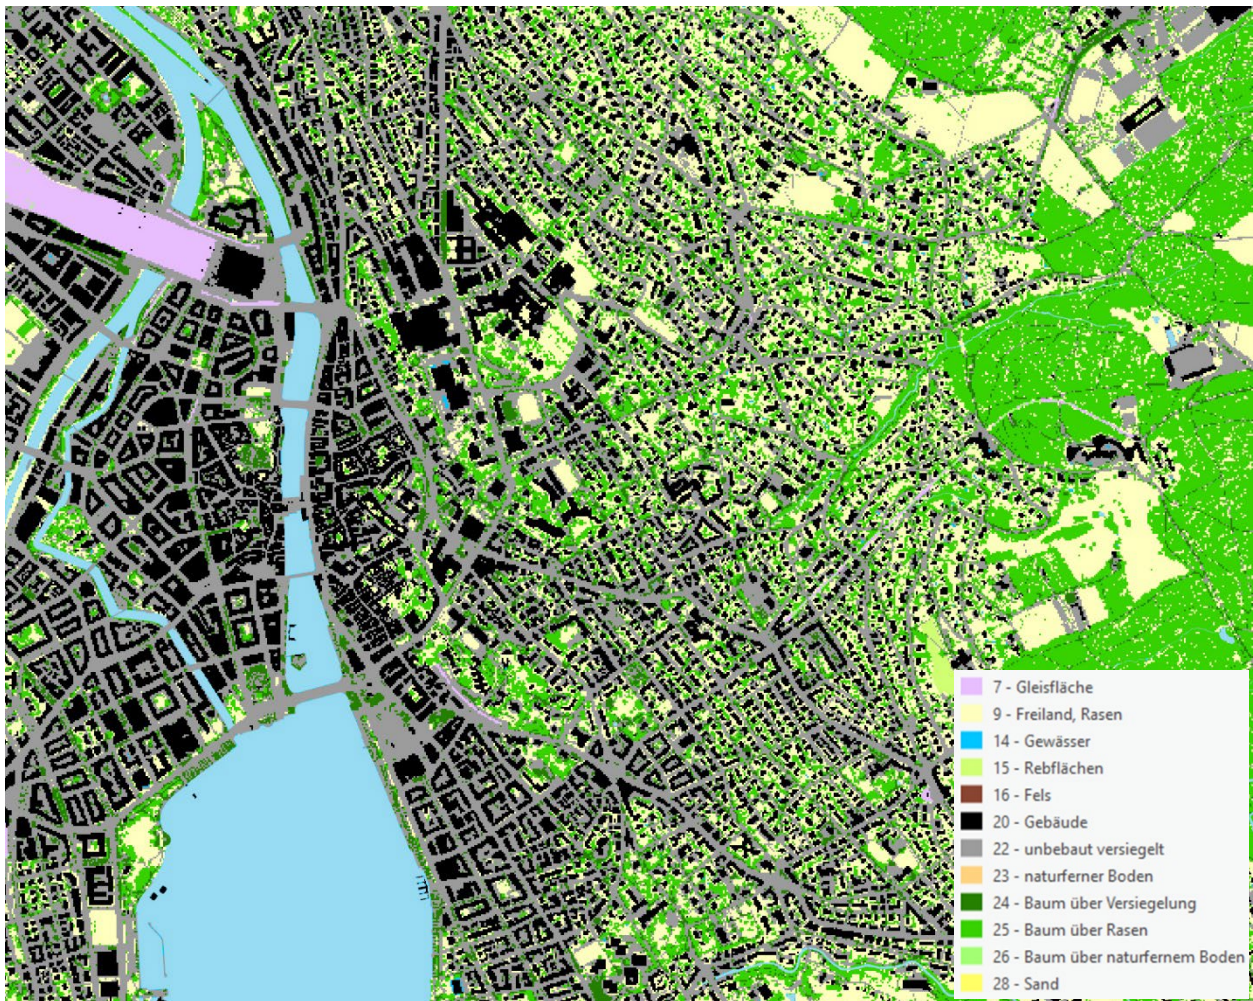 7 - Gleisfläche
9 - Freiland, Rasen
14 - Gewässer
15 - Rebflächen
16 - Fels
20 - Gebäude
22 - unbebaut versiegelt
23 - naturferner Boden
24 - Baum über Versiegelung
25 - Baum über Rasen
26 - Baum über naturfernem Boden
28 - Sand